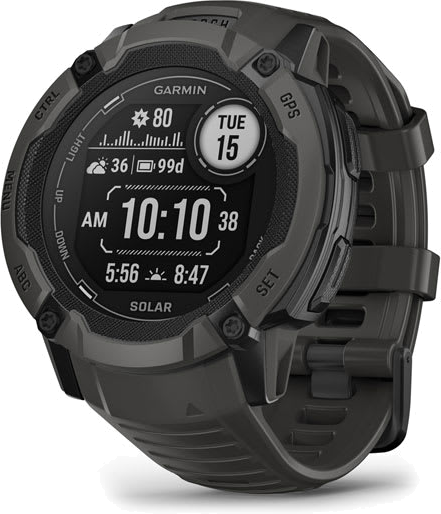 GARMIN
CTRL
GPS
LIGHT
80
TUE
15
36
99d
MENU
UP
AM 10:10 38
DOWN
5:56 8:47
ABC
SET
SOLAR